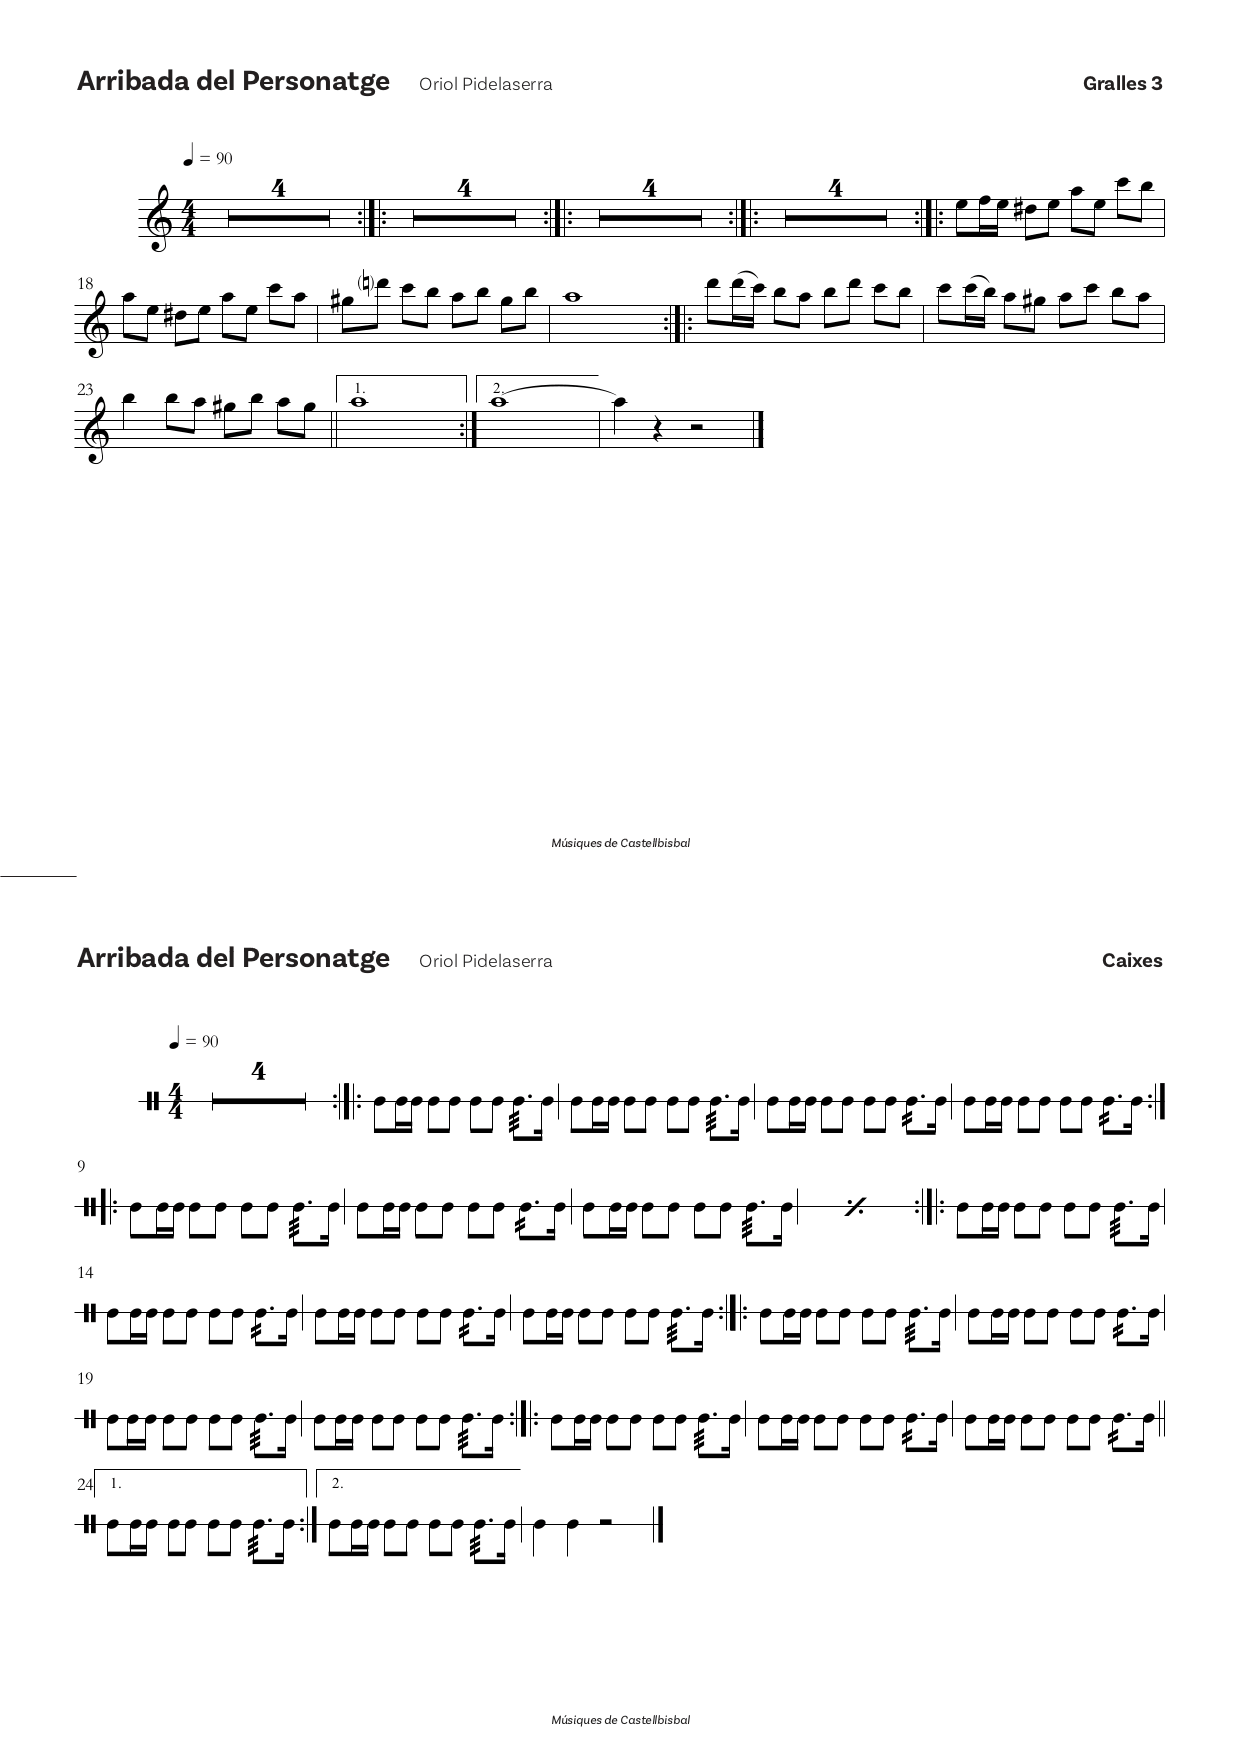 Arribada del Personatge Oriol Pidelaserra Gralles 3
= 90
4 4 4 4
4
4
18
23 1. 2.
Músiques de Castellbisbal
Arribada del Personatge Oriol Pidelaserra Caixes
= 90
4
4
4
9
14
19
24 1. 2.
Músiques de Castellbisbal